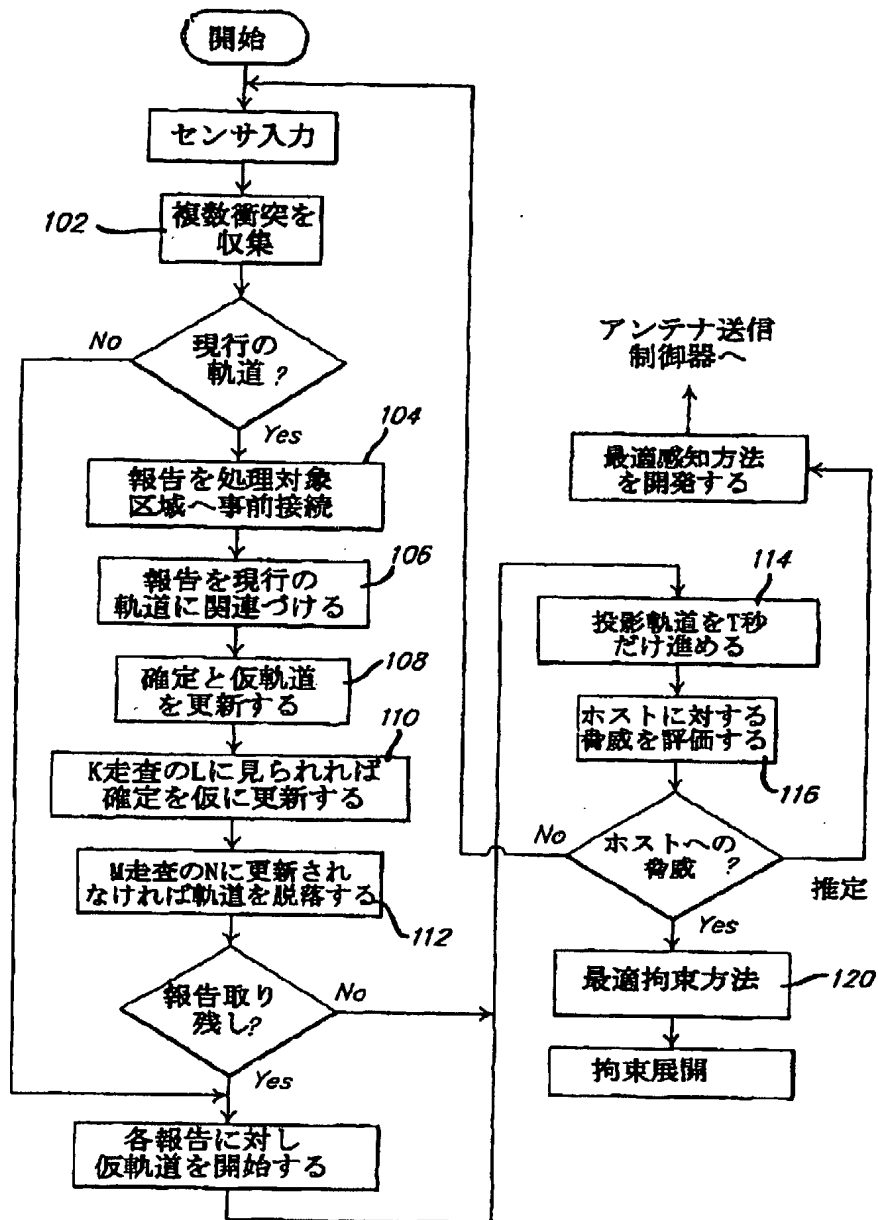 開始
センサ入力
102
複数衝突を
収集
No
現行の
軌道?
Yes
104
報告を処理対象
区域へ事前接続
106
報告を現行の
軌道に関連づける
108
確定と仮軌道
を更新する
110
K走査のLに見られれば
確定を仮に更新する
M走査のNに更新され
なければ軌道を脱落する
112
報告取り
残し?
No
Yes
各報告に対し
仮軌道を開始する
アンテナ送信
制御器へ
最適感知方法
を開発する
114
投影軌道をT秒
だけ進める
ホストに対する
脅威を評価する
116
No
ホストへの
脅威 ?
推定
Yes
最適拘束方法
120
拘束展開